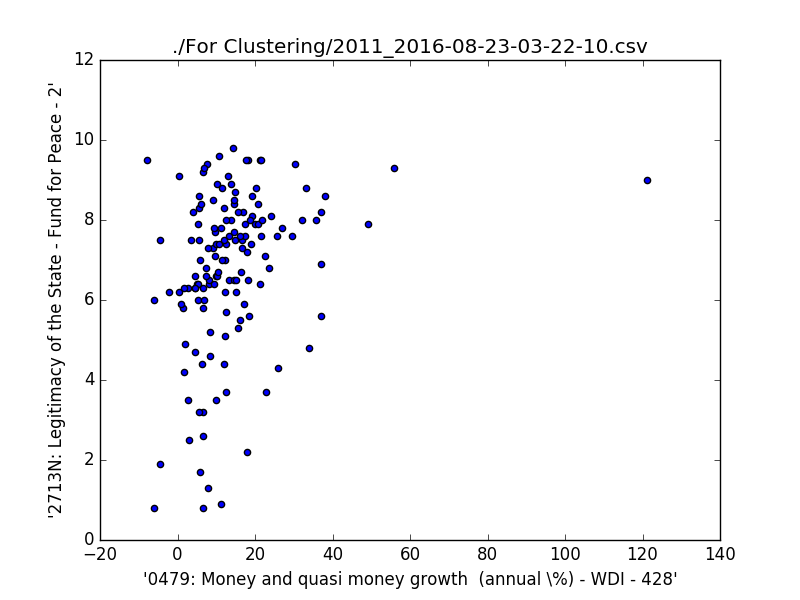 ./For Clustering/2011_2016-08-23-03-22-10.csv
12
10
8
6
4
2
0
'2713N: Legitimacy of the State - Fund for Peace - 2'
−20 0 20 40 60 80 100 120 140
'0479: Money and quasi money growth  (annual \%) - WDI - 428'